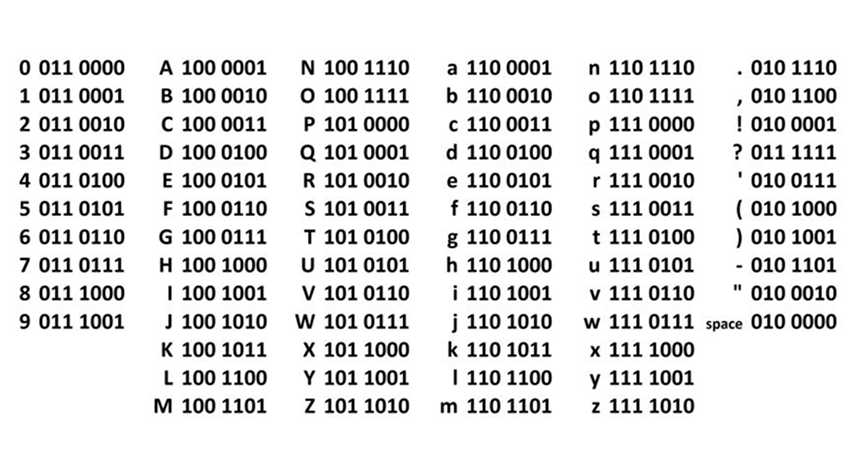 0 011 0000 A 100 0001 N 100 1110 a 110 0001 n 110 1110 . 010 1110
1 011 0001 B 100 0010 O 100 1111 b 110 0010 o 110 1111 , 010 1100
2 011 0010 C 100 0011 P 101 0000 c 110 0011 p 111 0000 ! 010 0001
3 011 0011 D 100 0100 Q 101 0001 d 110 0100 q 111 0001 ? 011 1111
4 011 0100 E 100 0101 R 101 0010 e 110 0101 r 111 0010 ' 010 0111
5 011 0101 F 100 0110 S 101 0011 f 110 0110 s 111 0011 ( 010 1000
6 011 0110 G 100 0111 T 101 0100 g 110 0111 t 111 0100 ) 010 1001
7 011 0111 H 100 1000 U 101 0101 h 110 1000 u 111 0101 - 010 1101
8 011 1000 I 100 1001 V 101 0110 i 110 1001 v 111 0110 " 010 0010
9 011 1001 J 100 1010 W 101 0111 j 110 1010 w 111 0111 space 010 0000
K 100 1011 X 101 1000 k 110 1011 x 111 1000
L 100 1100 Y 101 1001 l 110 1100 y 111 1001
M 100 1101 Z 101 1010 m 110 1101 z 111 1010